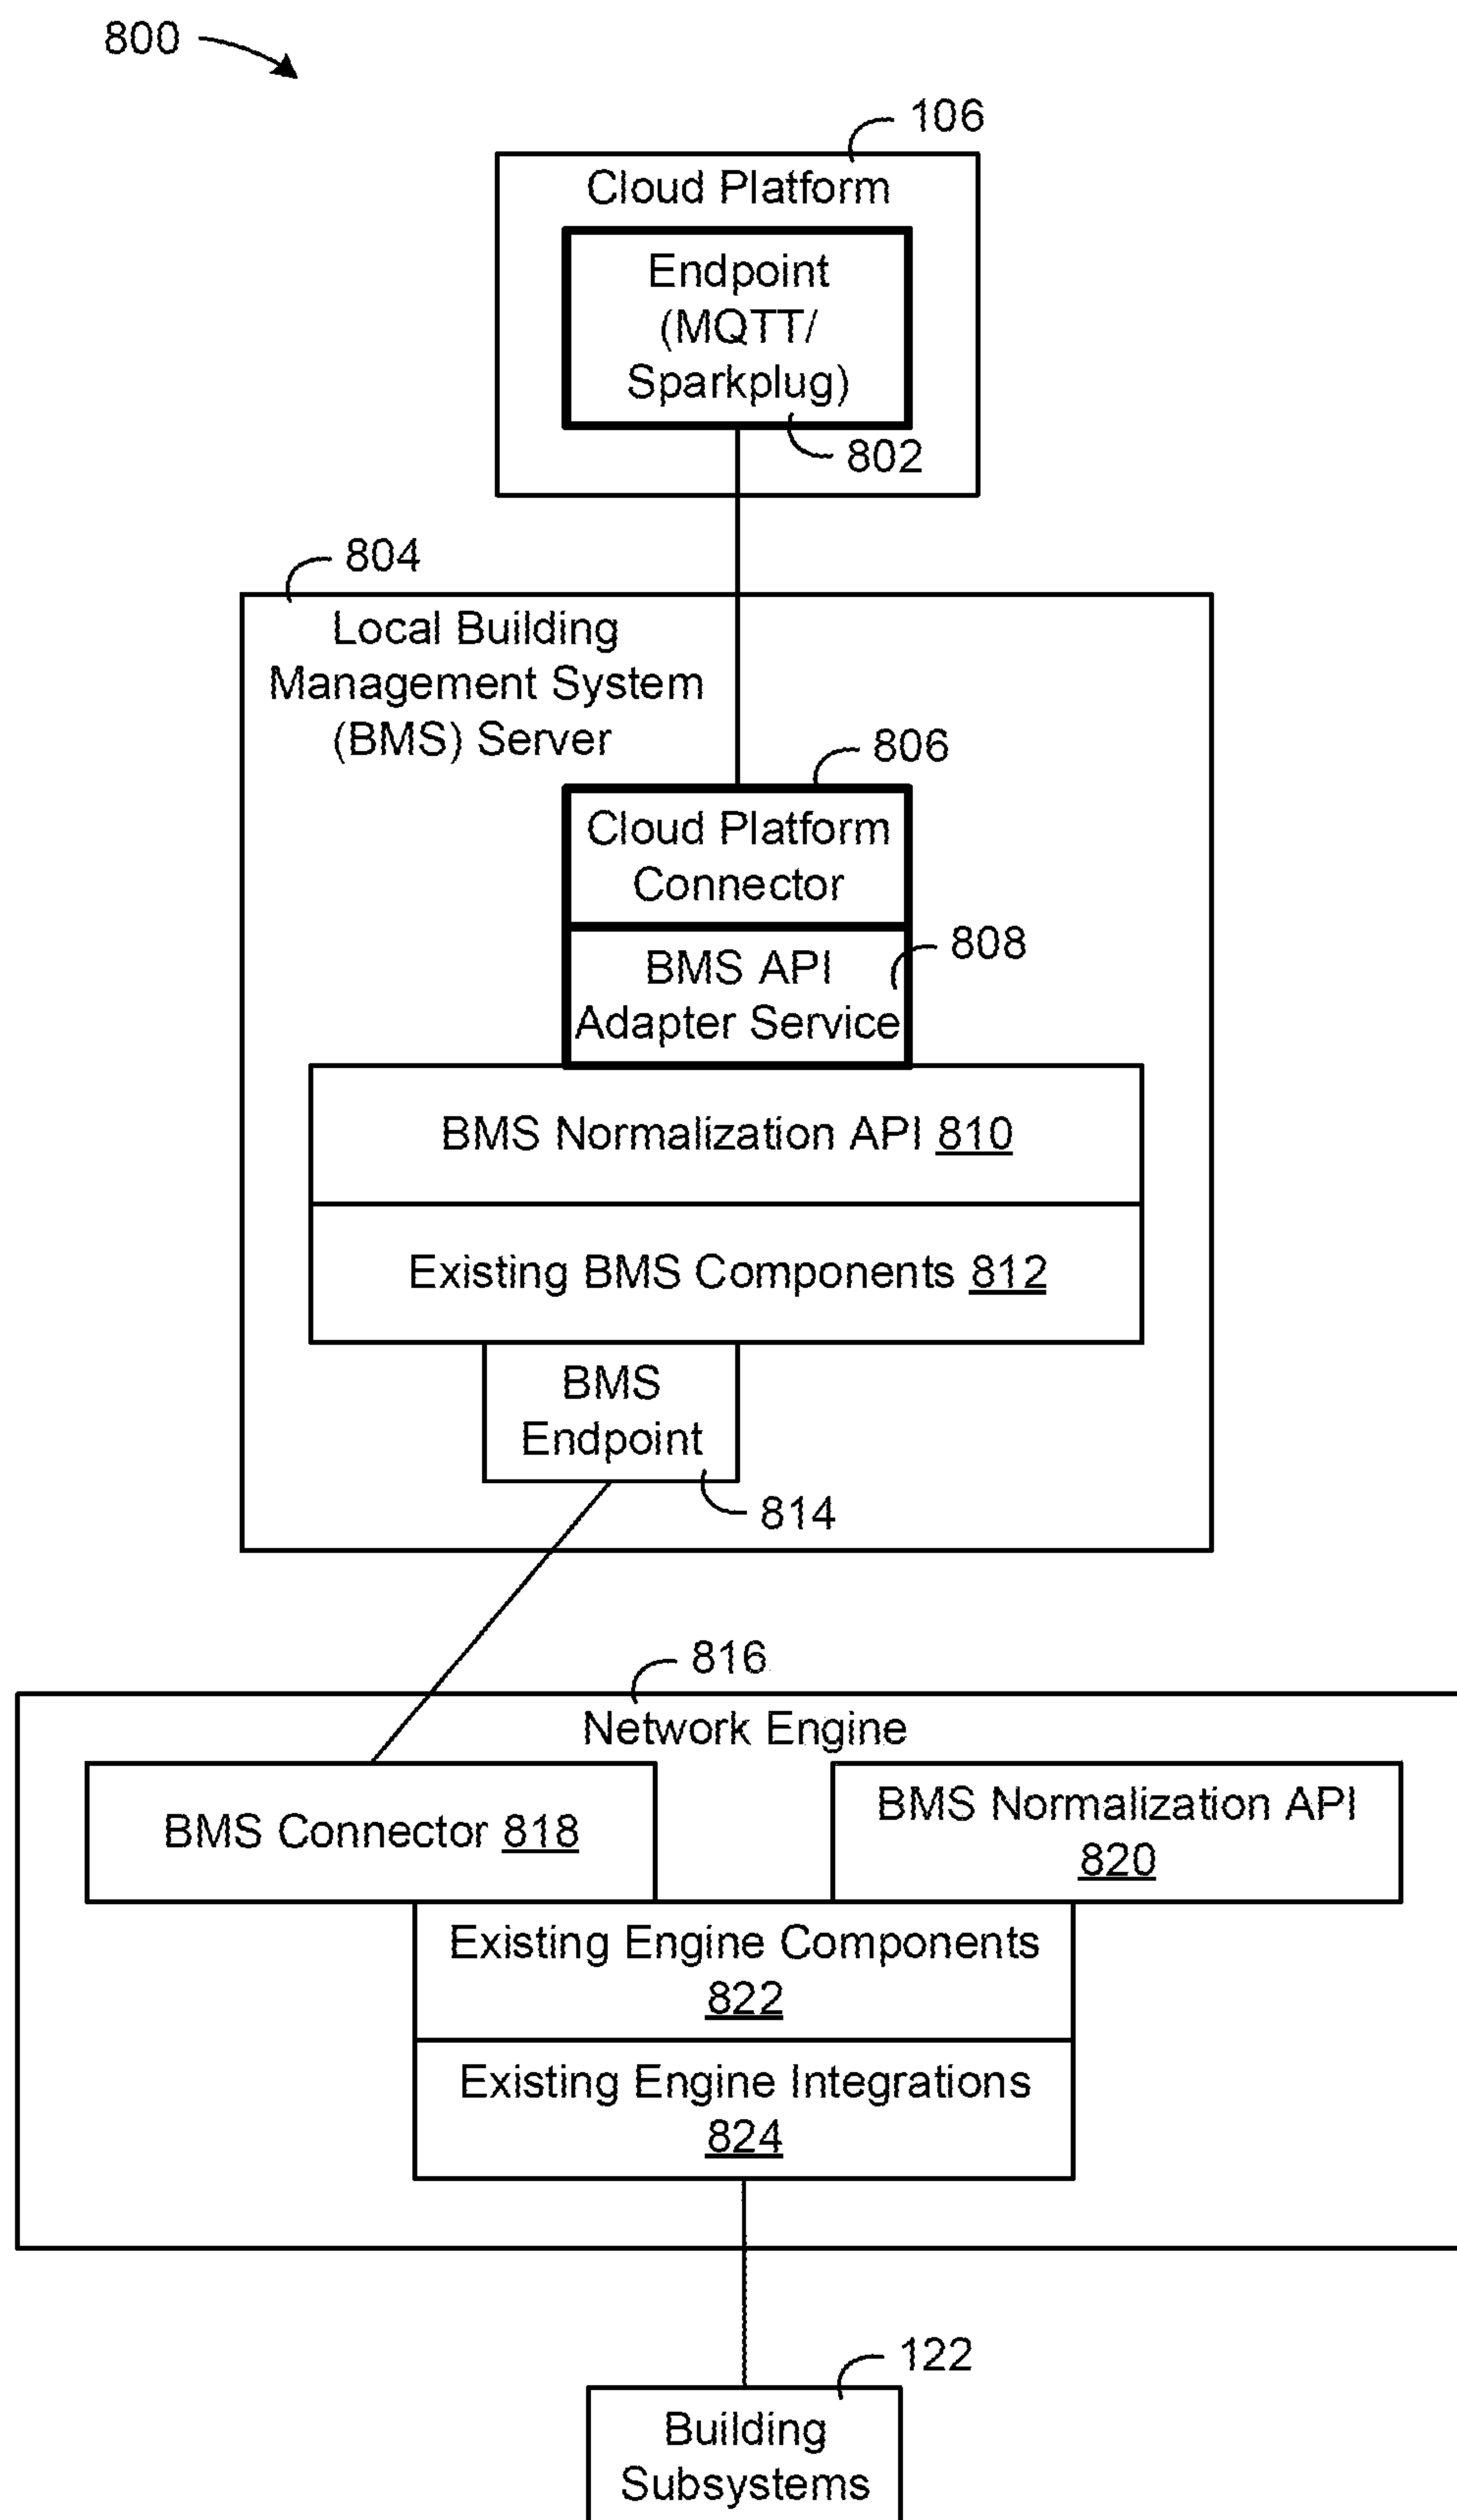 800
106
Cloud Platform
Endpoint
(MQTT/
Sparkplug)
802
804
Local Building
Management System
(BMS) Server
806
Cloud Platform
Connector
808
BMS API
Adapter Service
BMS Normalization API 810
Existing BMS Components 812
BMS
Endpoint
814
816
Network Engine
BMS Connector 818
BMS Normalization API
820
Existing Engine Components
822
Existing Engine Integrations
824
122
Building
Subsystems